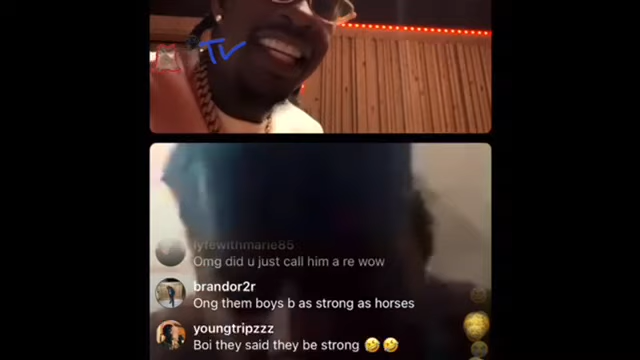 TV
lyfewithmarie85
Omg did u just call him a re wow
brandor2r
Ong them boys b as strong as horses
youngtripzzz
Boi they said they be strong 🤣🤣